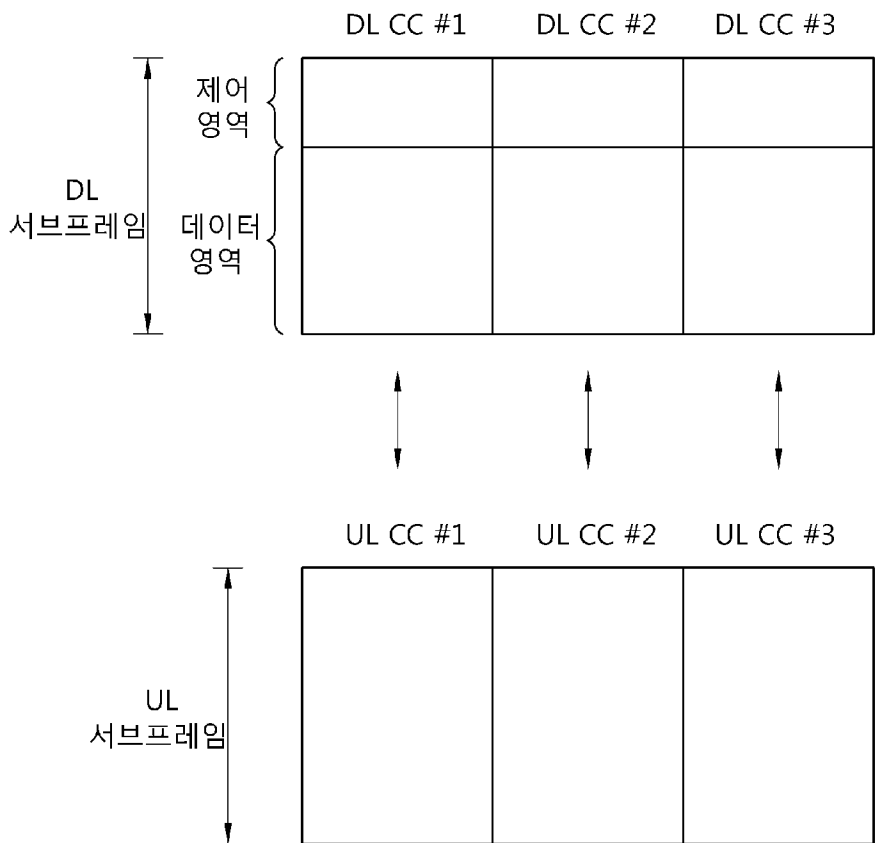 DL CC #1 DL CC #2 DL CC #3
제어
영역
DL
서브프레임
데이터
영역
UL CC #1 UL CC #2 UL CC #3
UL
서브프레임